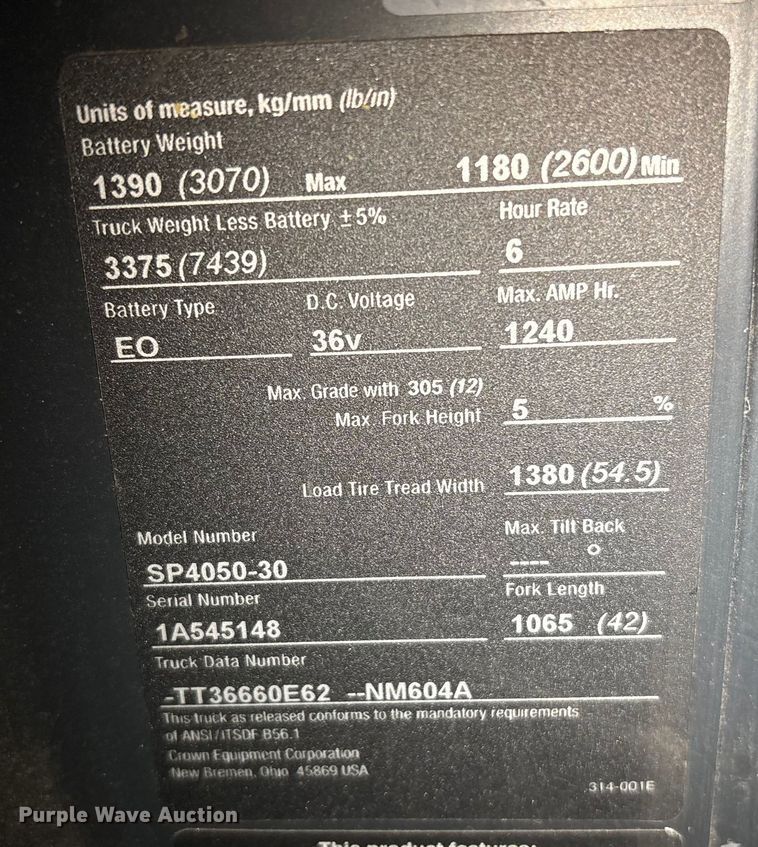 Units of measure, kg/mm (lb/in)
Battery Weight
1390 (3070) Max 1180 (2600) Min
Truck Weight Less Battery ±5% Hour Rate
3375 (7439) 6
Battery Type D.C. Voltage Max. AMP Hr.
EO 36v 1240
Max. Grade with 305 (12)
Max. Fork Height 5 %
Load Tire Tread Width 1380 (54.5)
Model Number Max. Tilt Back
SP4050-30 ---- °
Serial Number Fork Length
1A545148 1065 (42)
Truck Data Number
-TT36660E62 --NM604A
This truck as released conforms to the mandatory requirements
of ANSI/ITSDF B56.1
Crown Equipment Corporation
New Bremen, Ohio 45869 USA
314-001E
Purple Wave Auction
This product features: